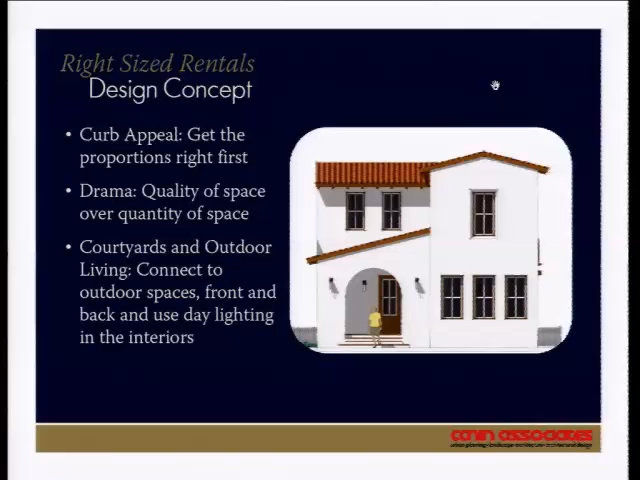 Right Sized Rentals
Design Concept
• Curb Appeal: Get the
proportions right first
• Drama: Quality of space
over quantity of space
• Courtyards and Outdoor
Living: Connect to
outdoor spaces, front and
back and use day lighting
in the interiors
canin associates